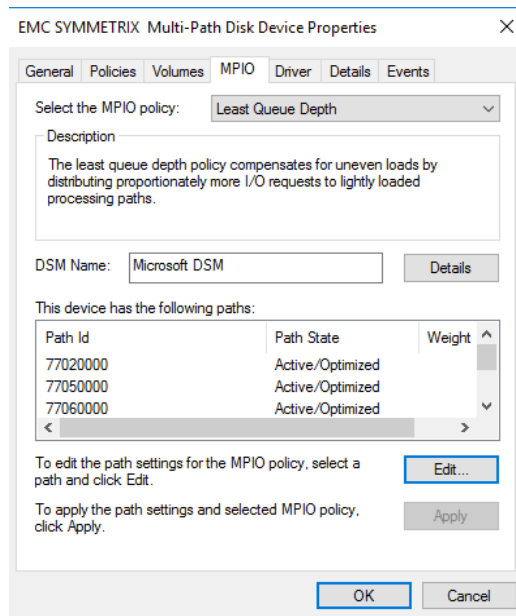 EMC SYMMETRIX Multi-Path Disk Device Properties
General Policies Volumes MPIO Driver Details Events
Select the MPIO policy: Least Queue Depth
Description
The least queue depth policy compensates for uneven loads by
distributing proportionately more I/O requests to lightly loaded
processing paths.
DSM Name: Microsoft DSM Details
This device has the following paths:
Path Id Path State Weight
77020000 Active/Optimized
77050000 Active/Optimized
77060000 Active/Optimized
To edit the path settings for the MPIO policy, select a
path and click Edit.
Edit...
To apply the path settings and selected MPIO policy,
click Apply.
Apply
OK Cancel